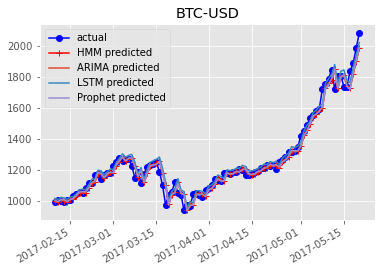 BTC-USD
actual
HMM predicted
ARIMA predicted
LSTM predicted
Prophet predicted
2000
1800
1600
1400
1200
1000
2017-02-15
2017-03-01
2017-03-15
2017-04-01
2017-04-15
2017-05-01
2017-05-15